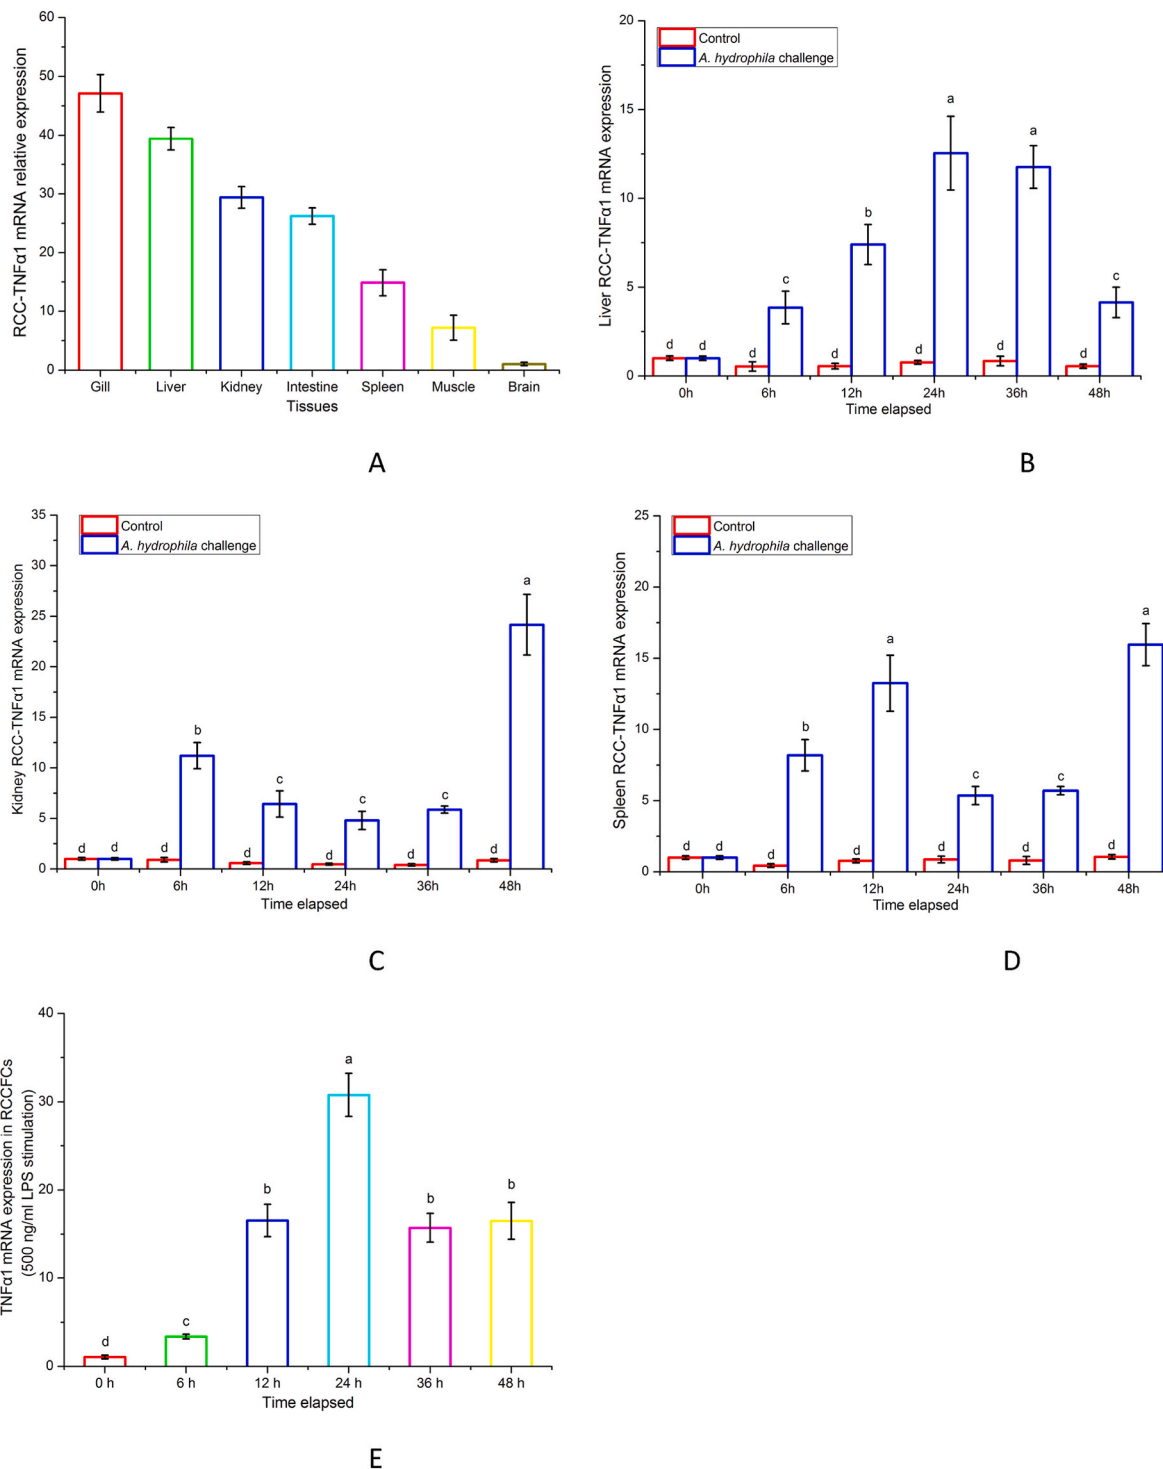 60
50
40
30
20
10
0
RCC-TNFα1 mRNA relative expression
Gill Liver Kidney Intestine Spleen Muscle Brain
Tissues
A
20
15
10
5
0
Liver RCC-TNFα1 mRNA expression
Control
A. hydrophila challenge
d d d c d b d a d a d c
0h 6h 12h 24h 36h 48h
Time elapsed
B
35
30
25
20
15
10
5
0
Kidney RCC-TNFα1 mRNA expression
Control
A. hydrophila challenge
d d d b d c d c d c d a
0h 6h 12h 24h 36h 48h
Time elapsed
C
25
20
15
10
5
0
Spleen RCC-TNFα1 mRNA expression
Control
A. hydrophila challenge
d d d b d a d c d c d a
0h 6h 12h 24h 36h 48h
Time elapsed
D
40
30
20
10
0
TNFα1 mRNA expression in RCCFCs
(500 ng/ml LPS stimulation)
d c b a b b
0 h 6 h 12 h 24 h 36 h 48 h
Time elapsed
E